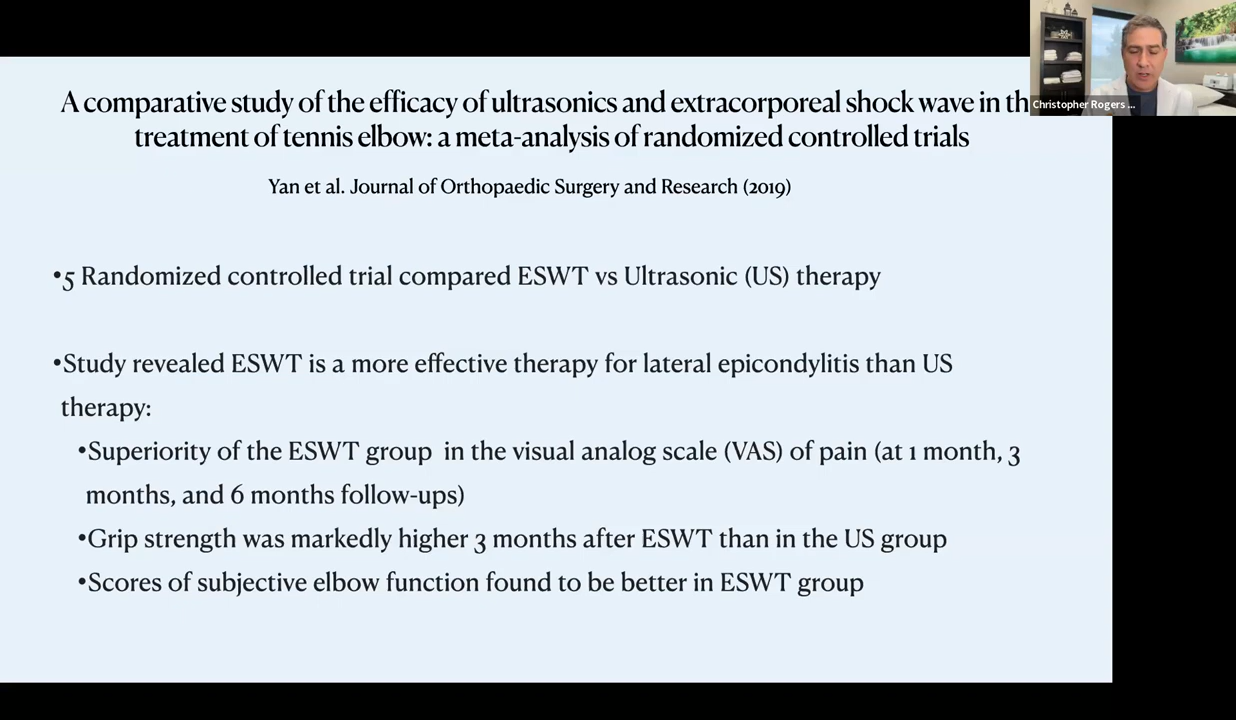 A comparative study of the efficacy of ultrasonics and extracorporeal shock wave in th
treatment of tennis elbow: a meta-analysis of randomized controlled trials
Yan et al. Journal of Orthopaedic Surgery and Research (2019)
•5 Randomized controlled trial compared ESWT vs Ultrasonic (US) therapy
•Study revealed ESWT is a more effective therapy for lateral epicondylitis than US
therapy:
•Superiority of the ESWT group in the visual analog scale (VAS) of pain (at 1 month, 3
months, and 6 months follow-ups)
•Grip strength was markedly higher 3 months after ESWT than in the US group
•Scores of subjective elbow function found to be better in ESWT group
Christopher Rogers ...